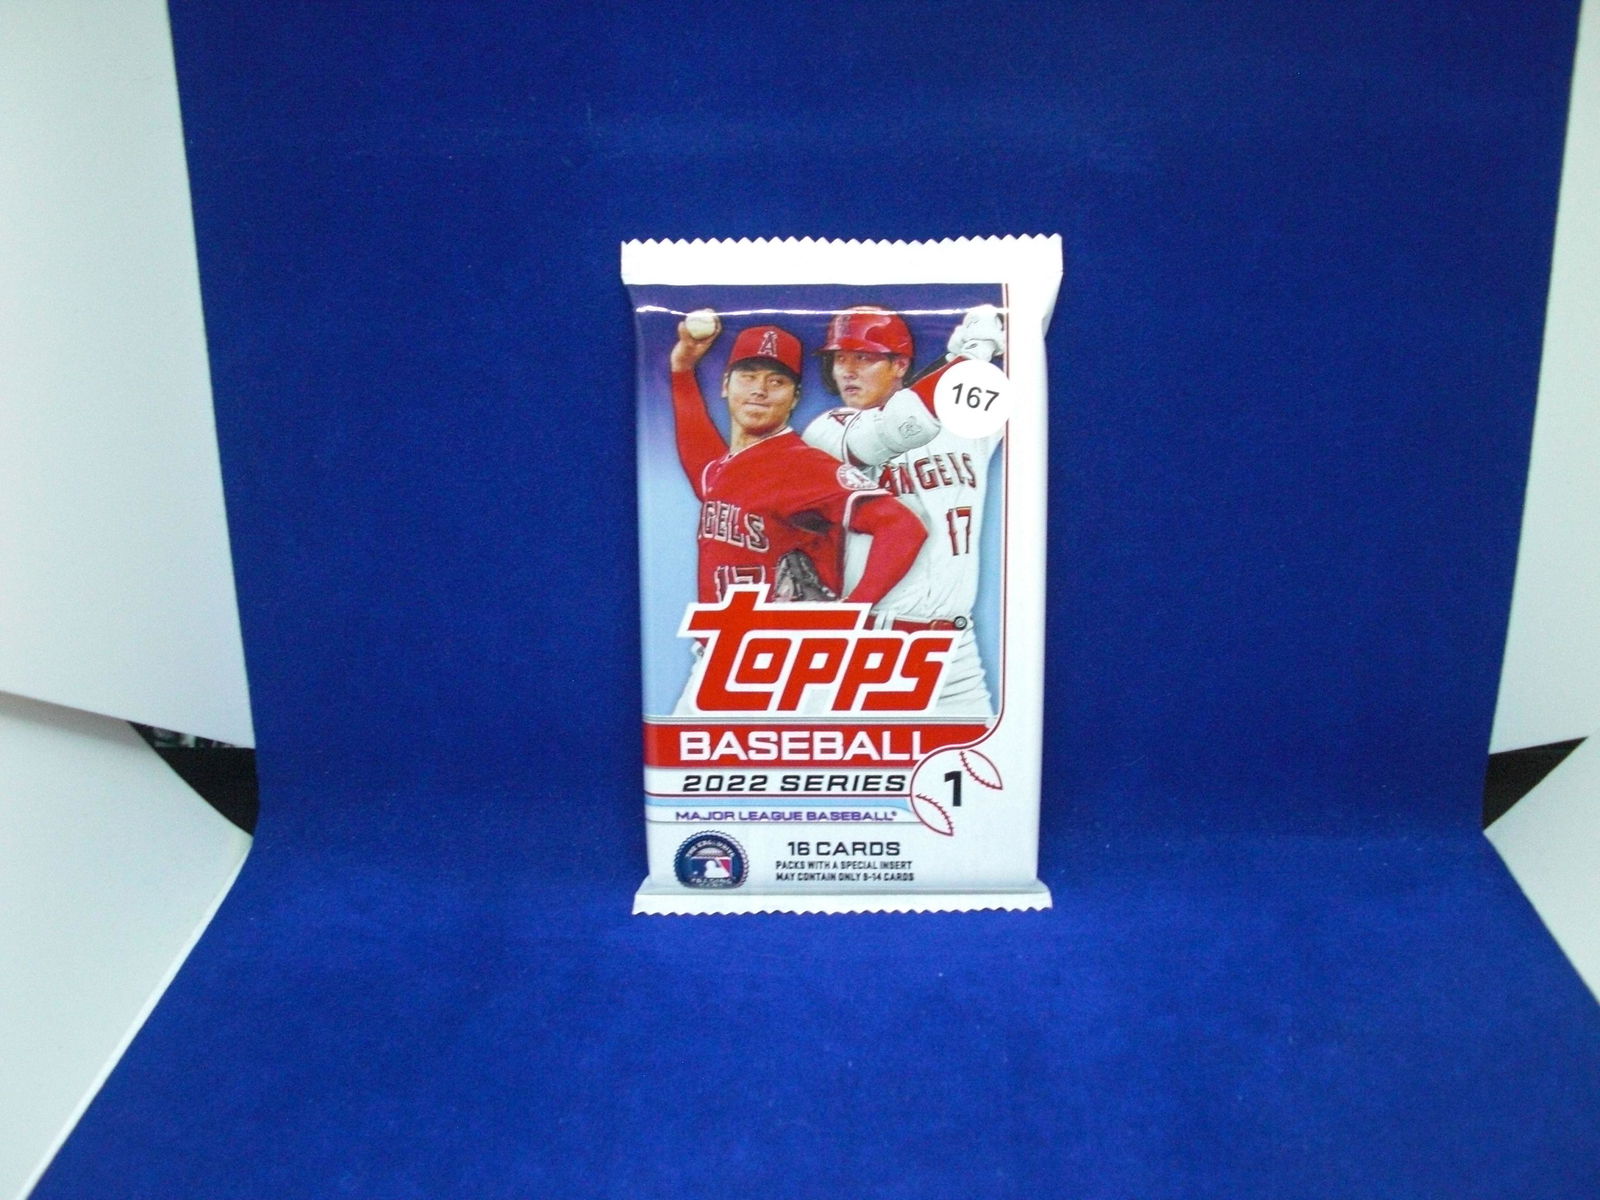 A
167
ANGELS
17
GELS
17
Topps®
BASEBALL
2022 SERIES 1
MAJOR LEAGUE BASEBALL®
16 CARDS
PACKS WITH A SPECIAL INSERT
MAY CONTAIN ONLY 8-14 CARDS